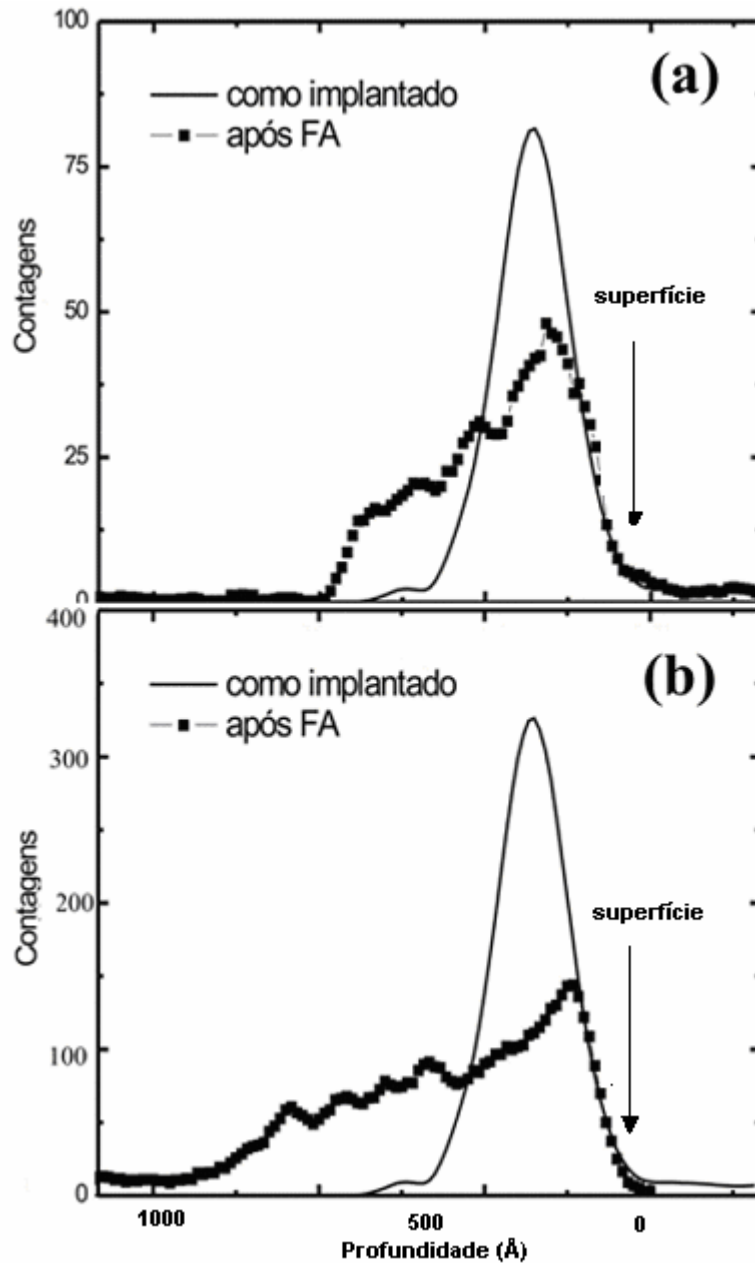 100
(a)
como implantado
após FA
75
Contagens
superfície
50
25
0
400
(b)
como implantado
após FA
300
Contagens
superfície
200
100
0
1000 500 0
Profundidade (Å)